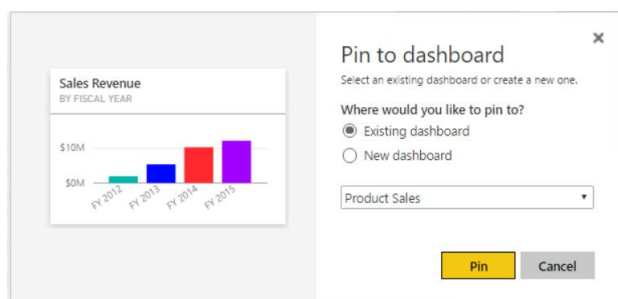 Sales Revenue
BY FISCAL YEAR
$10M
$0M
FY 2012
FY 2013
FY 2014
FY 2015
Pin to dashboard
Select an existing dashboard or create a new one.
Where would you like to pin to?
Existing dashboard
New dashboard
Product Sales
Pin Cancel